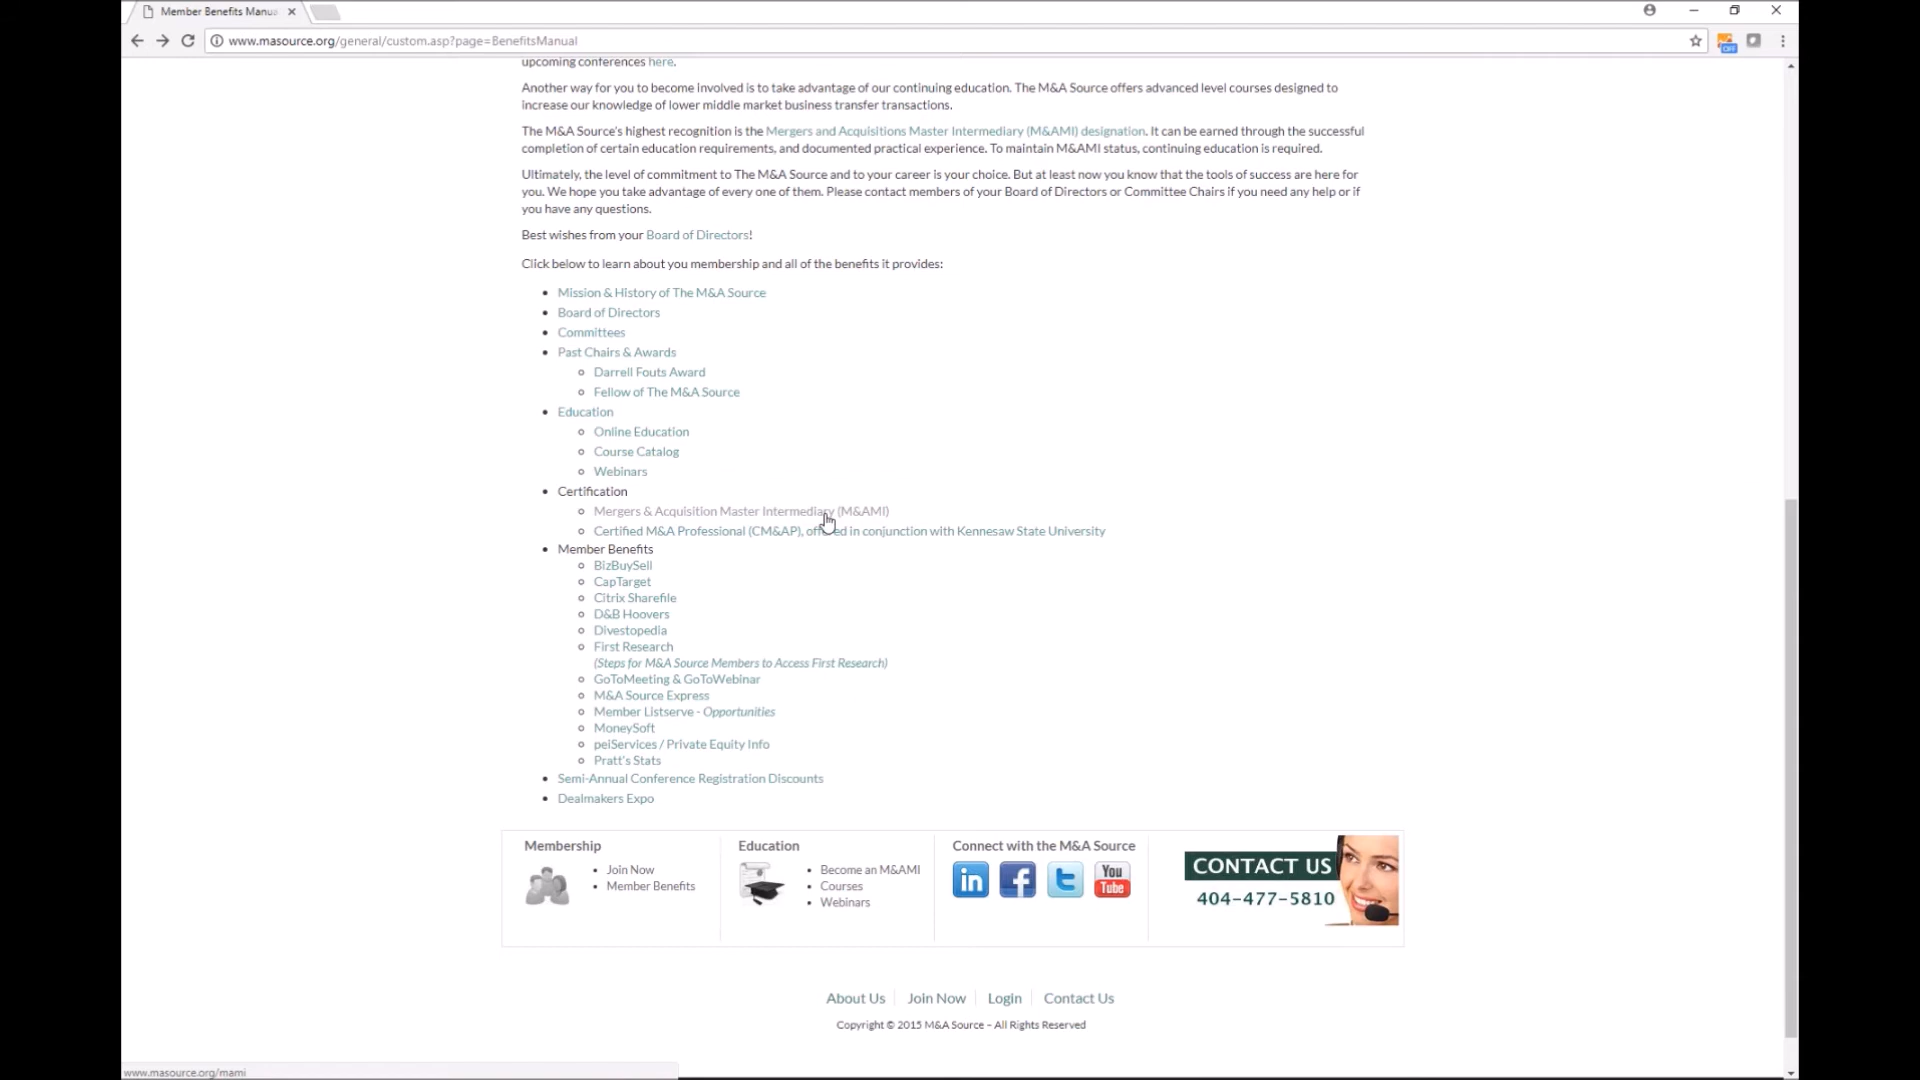 Member Benefits Manua
www.masource.org/general/custom.asp?page=BenefitsManual
OFF
upcoming conferences here.
Another way for you to become involved is to take advantage of our continuing education. The M&A Source offers advanced level courses designed to
increase our knowledge of lower middle market business transfer transactions.
The M&A Source's highest recognition is the Mergers and Acquisitions Master Intermediary (M&AMI) designation. It can be earned through the successful
completion of certain education requirements, and documented practical experience. To maintain M&AMI status, continuing education is required.
Ultimately, the level of commitment to The M&A Source and to your career is your choice. But at least now you know that the tools of success are here for
you. We hope you take advantage of every one of them. Please contact members of your Board of Directors or Committee Chairs if you need any help or if
you have any questions.
Best wishes from your Board of Directors!
Click below to learn about you membership and all of the benefits it provides:
Mission & History of The M&A Source
Board of Directors
Committees
Past Chairs & Awards
Darrell Fouts Award
Fellow of The M&A Source
Education
Online Education
Course Catalog
Webinars
Certification
Mergers & Acquisition Master Intermediary (M&AMI)
Certified M&A Professional (CM&AP), offered in conjunction with Kennesaw State University
Member Benefits
BizBuySell
CapTarget
Citrix Sharefile
D&B Hoovers
Divestopedia
First Research
(Steps for M&A Source Members to Access First Research)
GoToMeeting & GoToWebinar
M&A Source Express
Member Listserve - Opportunities
MoneySoft
peiServices / Private Equity Info
Pratt's Stats
Semi-Annual Conference Registration Discounts
Dealmakers Expo
Membership
Join Now
Member Benefits
Education
Become an M&AMI
Courses
Webinars
Connect with the M&A Source
in
f
t
You
Tube
CONTACT US
404-477-5810
About Us
Join Now
Login
Contact Us
Copyright © 2015 M&A Source – All Rights Reserved
www.masource.org/mami